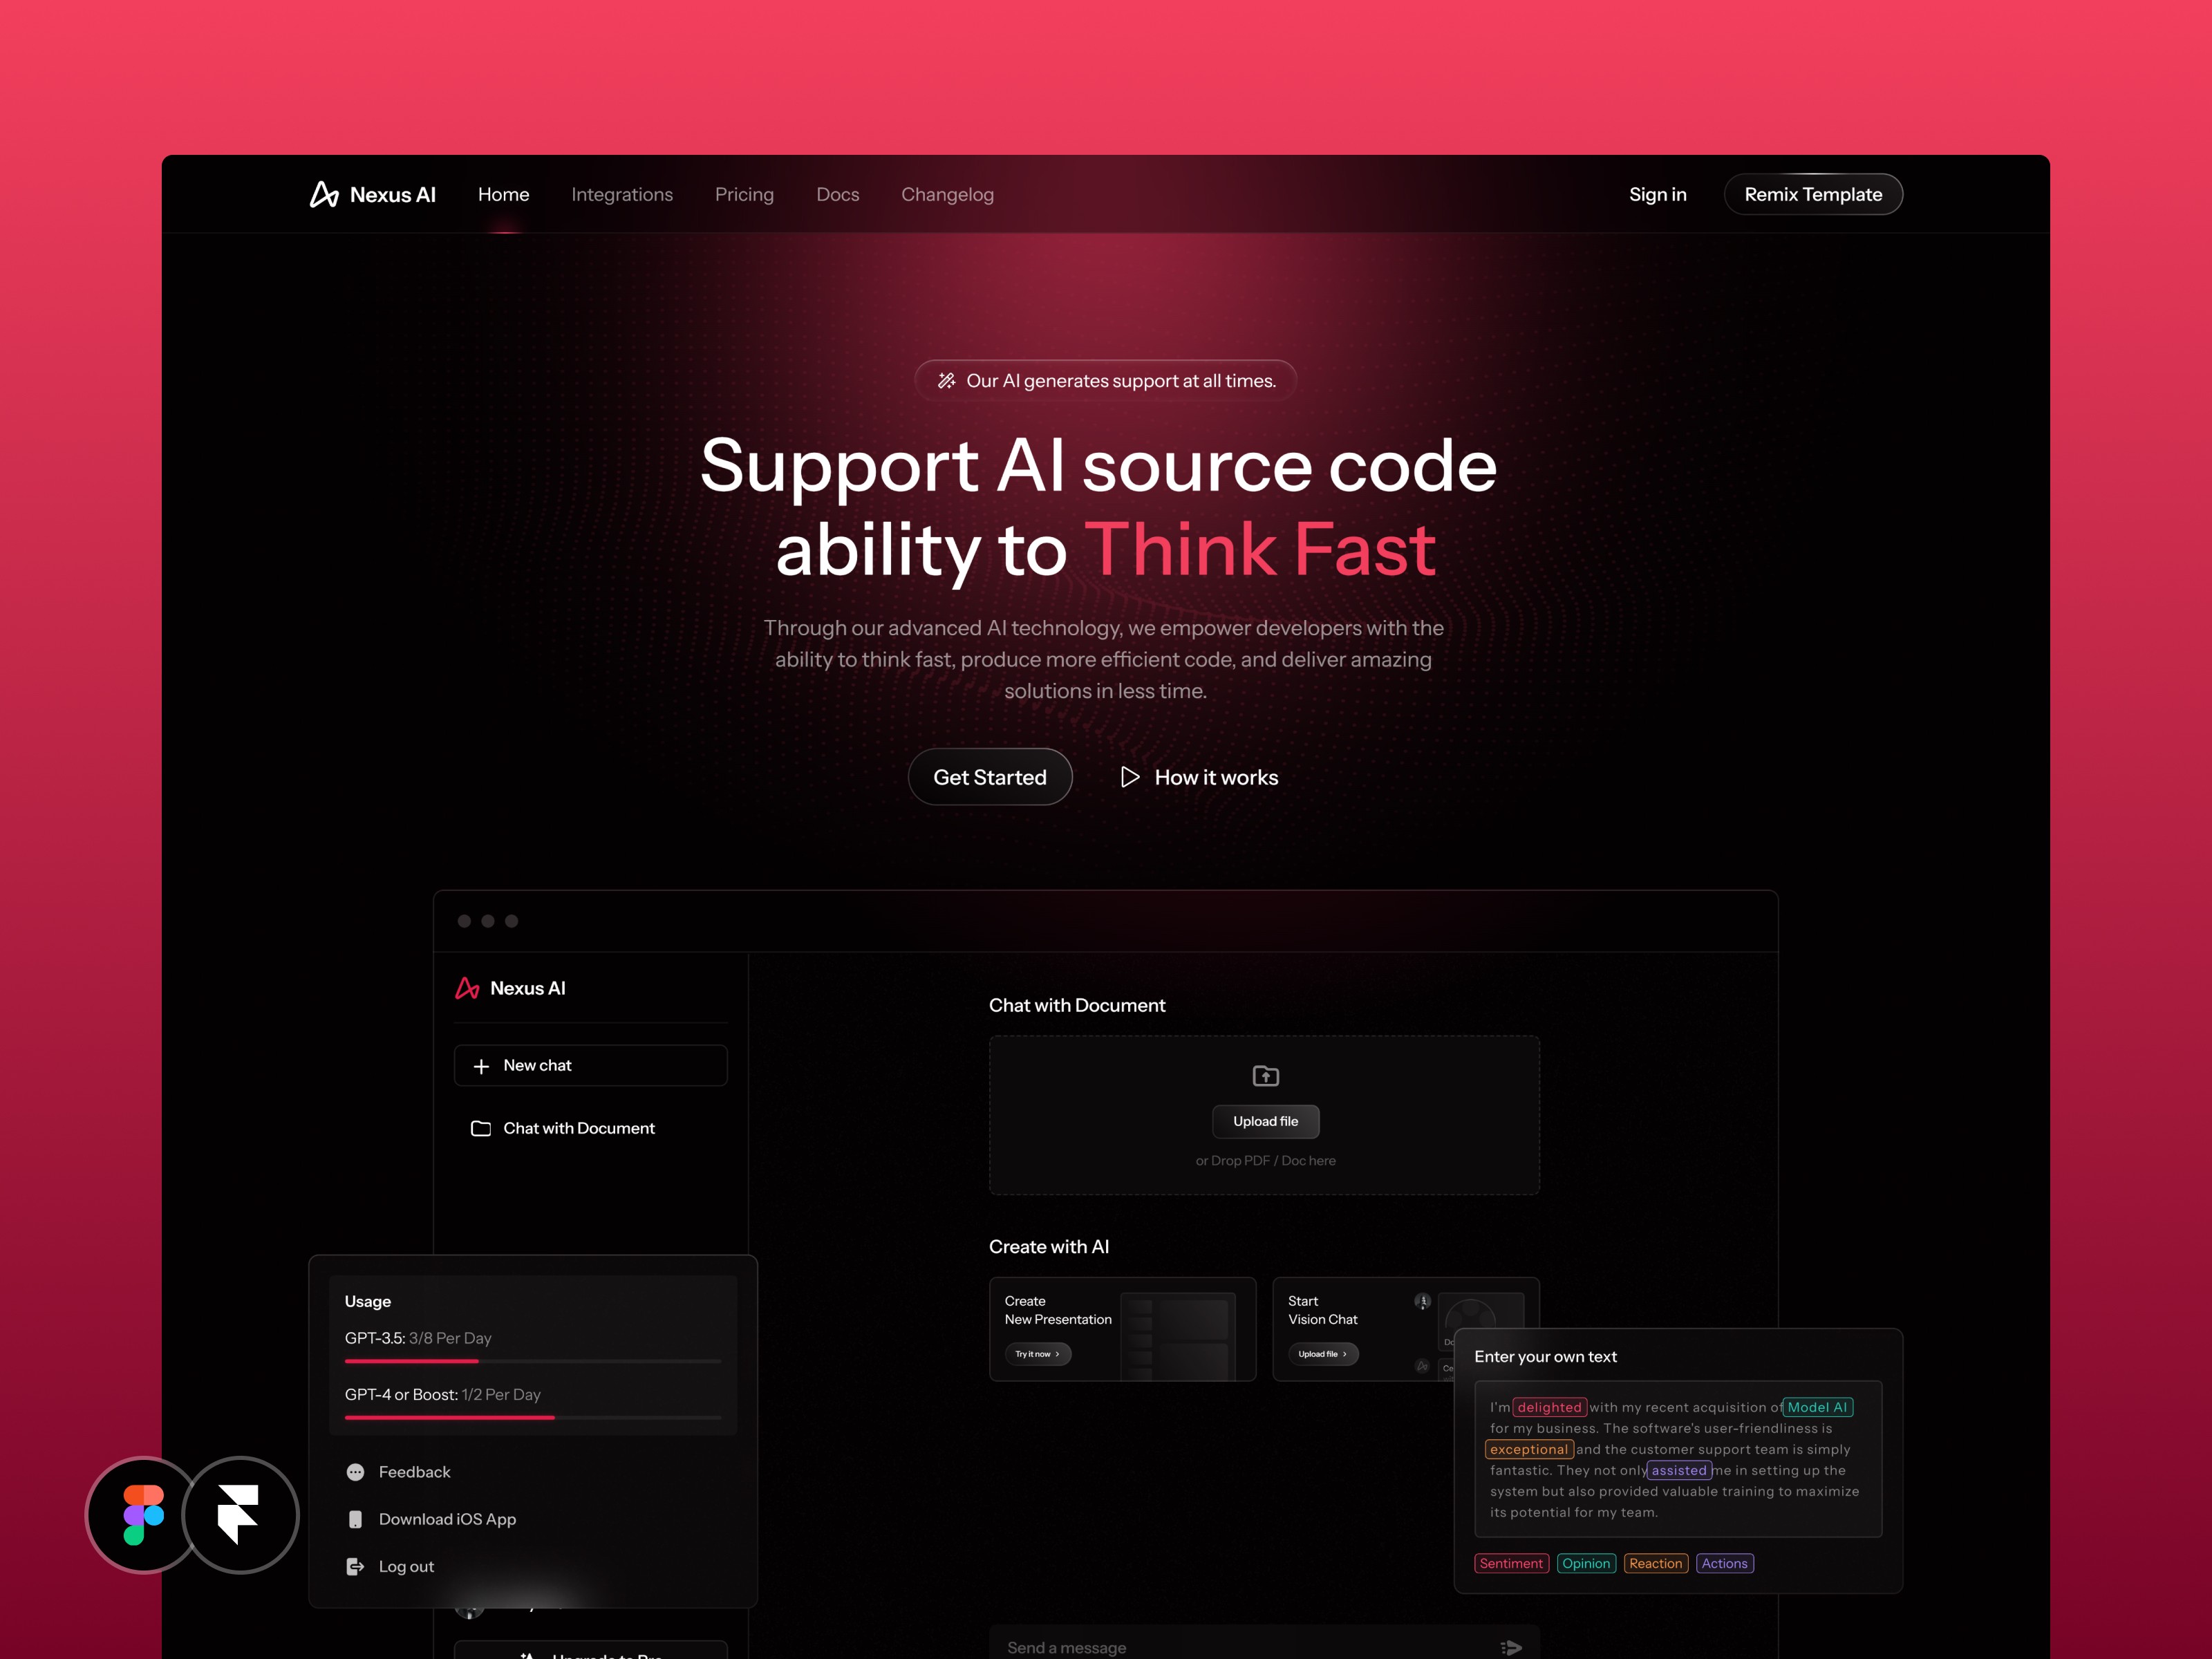 Nexus AI
Home
Integrations
Pricing
Docs
Changelog
Sign in
Remix Template
Our AI generates support at all times.
Support AI source code
ability to Think Fast
Through our advanced AI technology, we empower developers with the
ability to think fast, produce more efficient code, and deliver amazing
solutions in less time.
Get Started
How it works
Nexus AI
New chat
Chat with Document
Chat with Document
Upload file
or Drop PDF / Doc here
Create with AI
Create
New Presentation
Try it now
Start
Vision Chat
Upload file
Usage
GPT-3.5: 3/8 Per Day
GPT-4 or Boost: 1/2 Per Day
Feedback
Download iOS App
Log out
Enter your own text
I'm delighted with my recent acquisition of Model AI
for my business. The software's user-friendliness is
exceptional and the customer support team is simply
fantastic. They not only assisted me in setting up the
system but also provided valuable training to maximize
its potential for my team.
Sentiment
Opinion
Reaction
Actions
Send a message
Upgrade to Pro